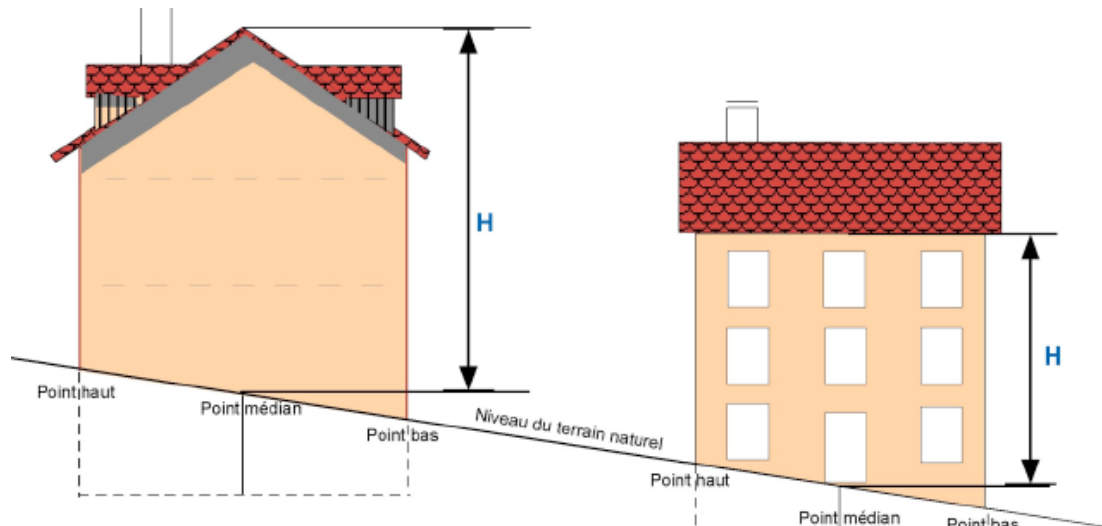 H
H
Point haut
Point médian
Point bas
Niveau du terrain naturel
Point haut
Point médian
Point bas